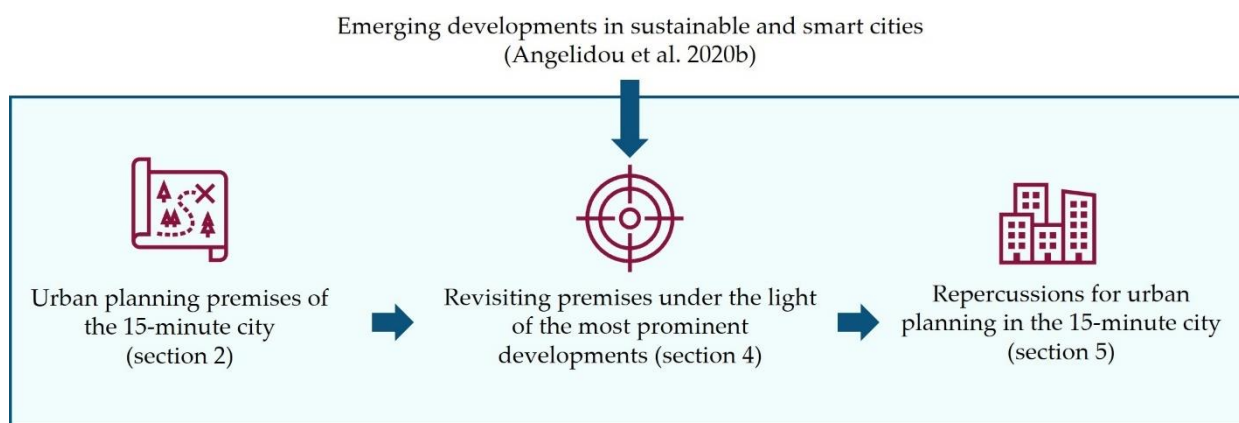 Emerging developments in sustainable and smart cities
(Angelidou et al. 2020b)
Urban planning premises of
the 15-minute city
(section 2)
Revisiting premises under the light
of the most prominent
developments (section 4)
Repercussions for urban
planning in the 15-minute city
(section 5)